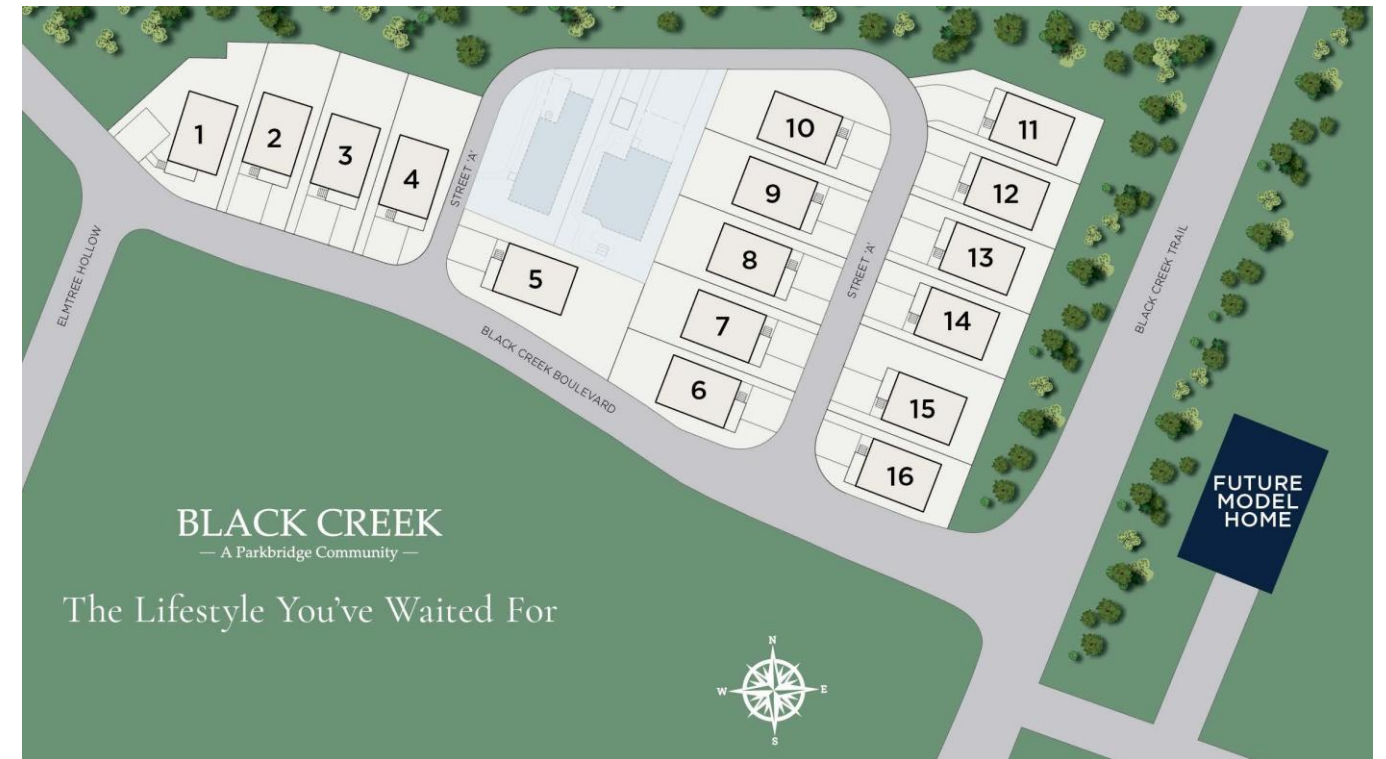 1
2
3
4
5
6
7
8
9
10
11
12
13
14
15
16
STREET 'A'
STREET 'A'
ELMTREE HOLLOW
BLACK CREEK BOULEVARD
BLACK CREEK TRAIL
FUTURE
MODEL
HOME
BLACK CREEK
— A Parkbridge Community —
The Lifestyle You've Waited For
N
W
E
S